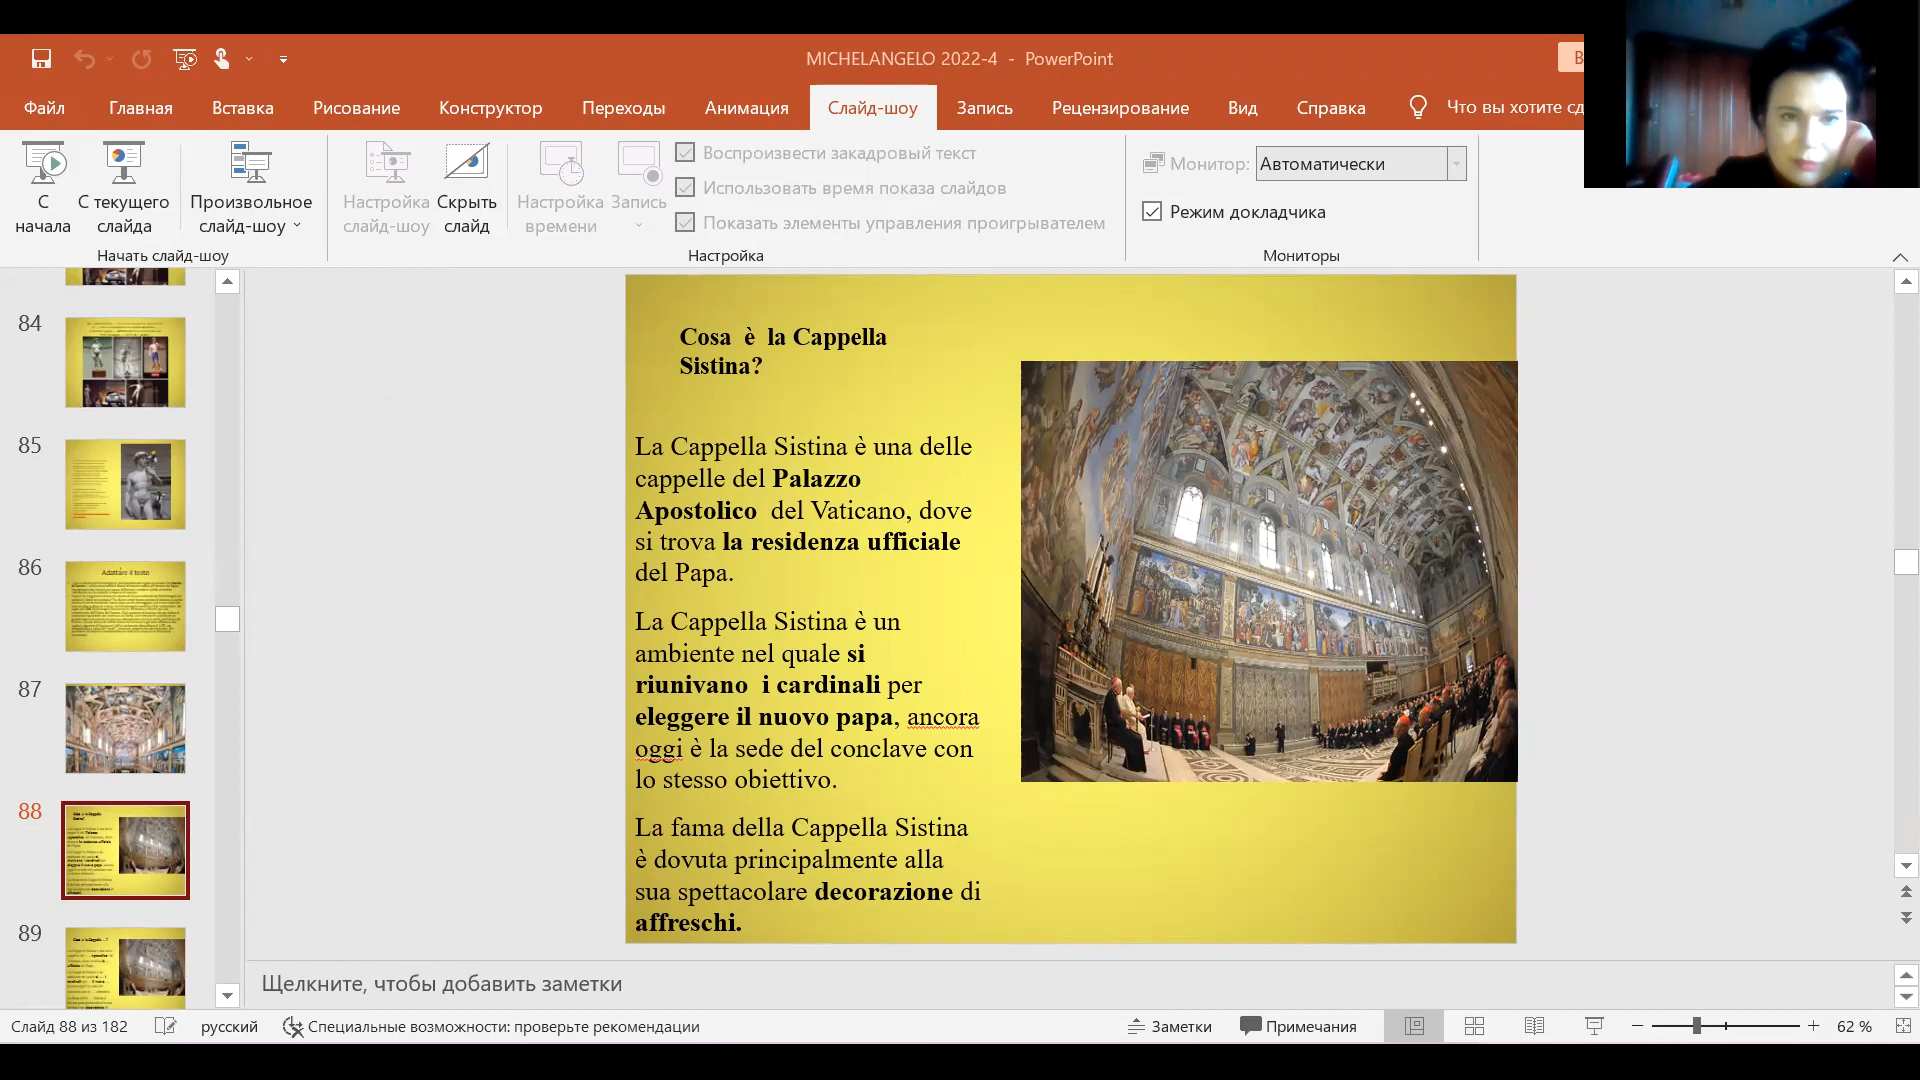 MICHELANGELO 2022-4 - PowerPoint
Файл Главная Вставка Рисование Конструктор Переходы Анимация Слайд-шоу Запись Рецензирование Вид Справка Что вы хотите сд
С начала
С текущего слайда
Произвольное слайд-шоу
Начать слайд-шоу
Настройка слайд-шоу
Скрыть слайд
Настройка времени
Запись
Воспроизвести закадровый текст
Использовать время показа слайдов
Показать элементы управления проигрывателем
Настройка
Монитор: Автоматически
Режим докладчика
Мониторы
84
85
86
Adattare il testo
87
88
89
Cosa è la Cappella
Sistina?
La Cappella Sistina è una delle
cappelle del Palazzo
Apostolico del Vaticano, dove
si trova la residenza ufficiale
del Papa.
La Cappella Sistina è un
ambiente nel quale si
riunivano i cardinali per
eleggere il nuovo papa, ancora
oggi è la sede del conclave con
lo stesso obiettivo.
La fama della Cappella Sistina
è dovuta principalmente alla
sua spettacolare decorazione di
affreschi.
Щелкните, чтобы добавить заметки
Слайд 88 из 182 русский Специальные возможности: проверьте рекомендации Заметки Примечания 62 %